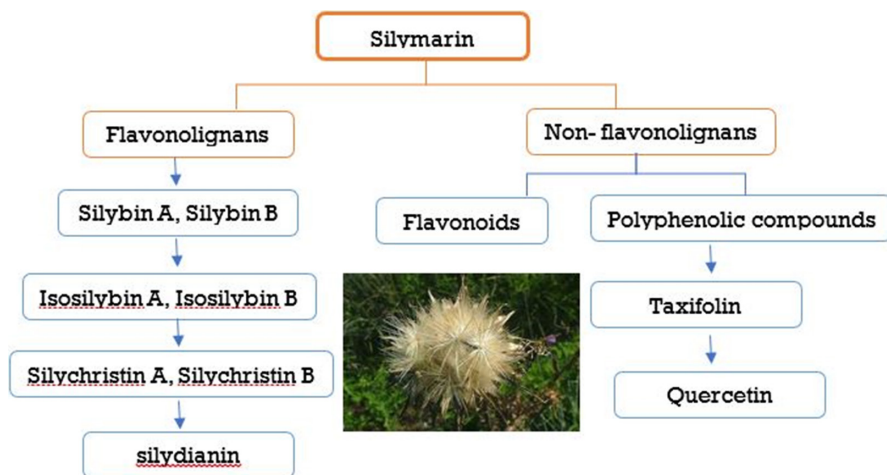 Silymarin
Flavonolignans
Non- flavonolignans
Silybin A, Silybin B
Flavonoids
Polyphenolic compounds
Isosilybin A, Isosilybin B
Taxifolin
Silychristin A, Silychristin B
Quercetin
silydianin